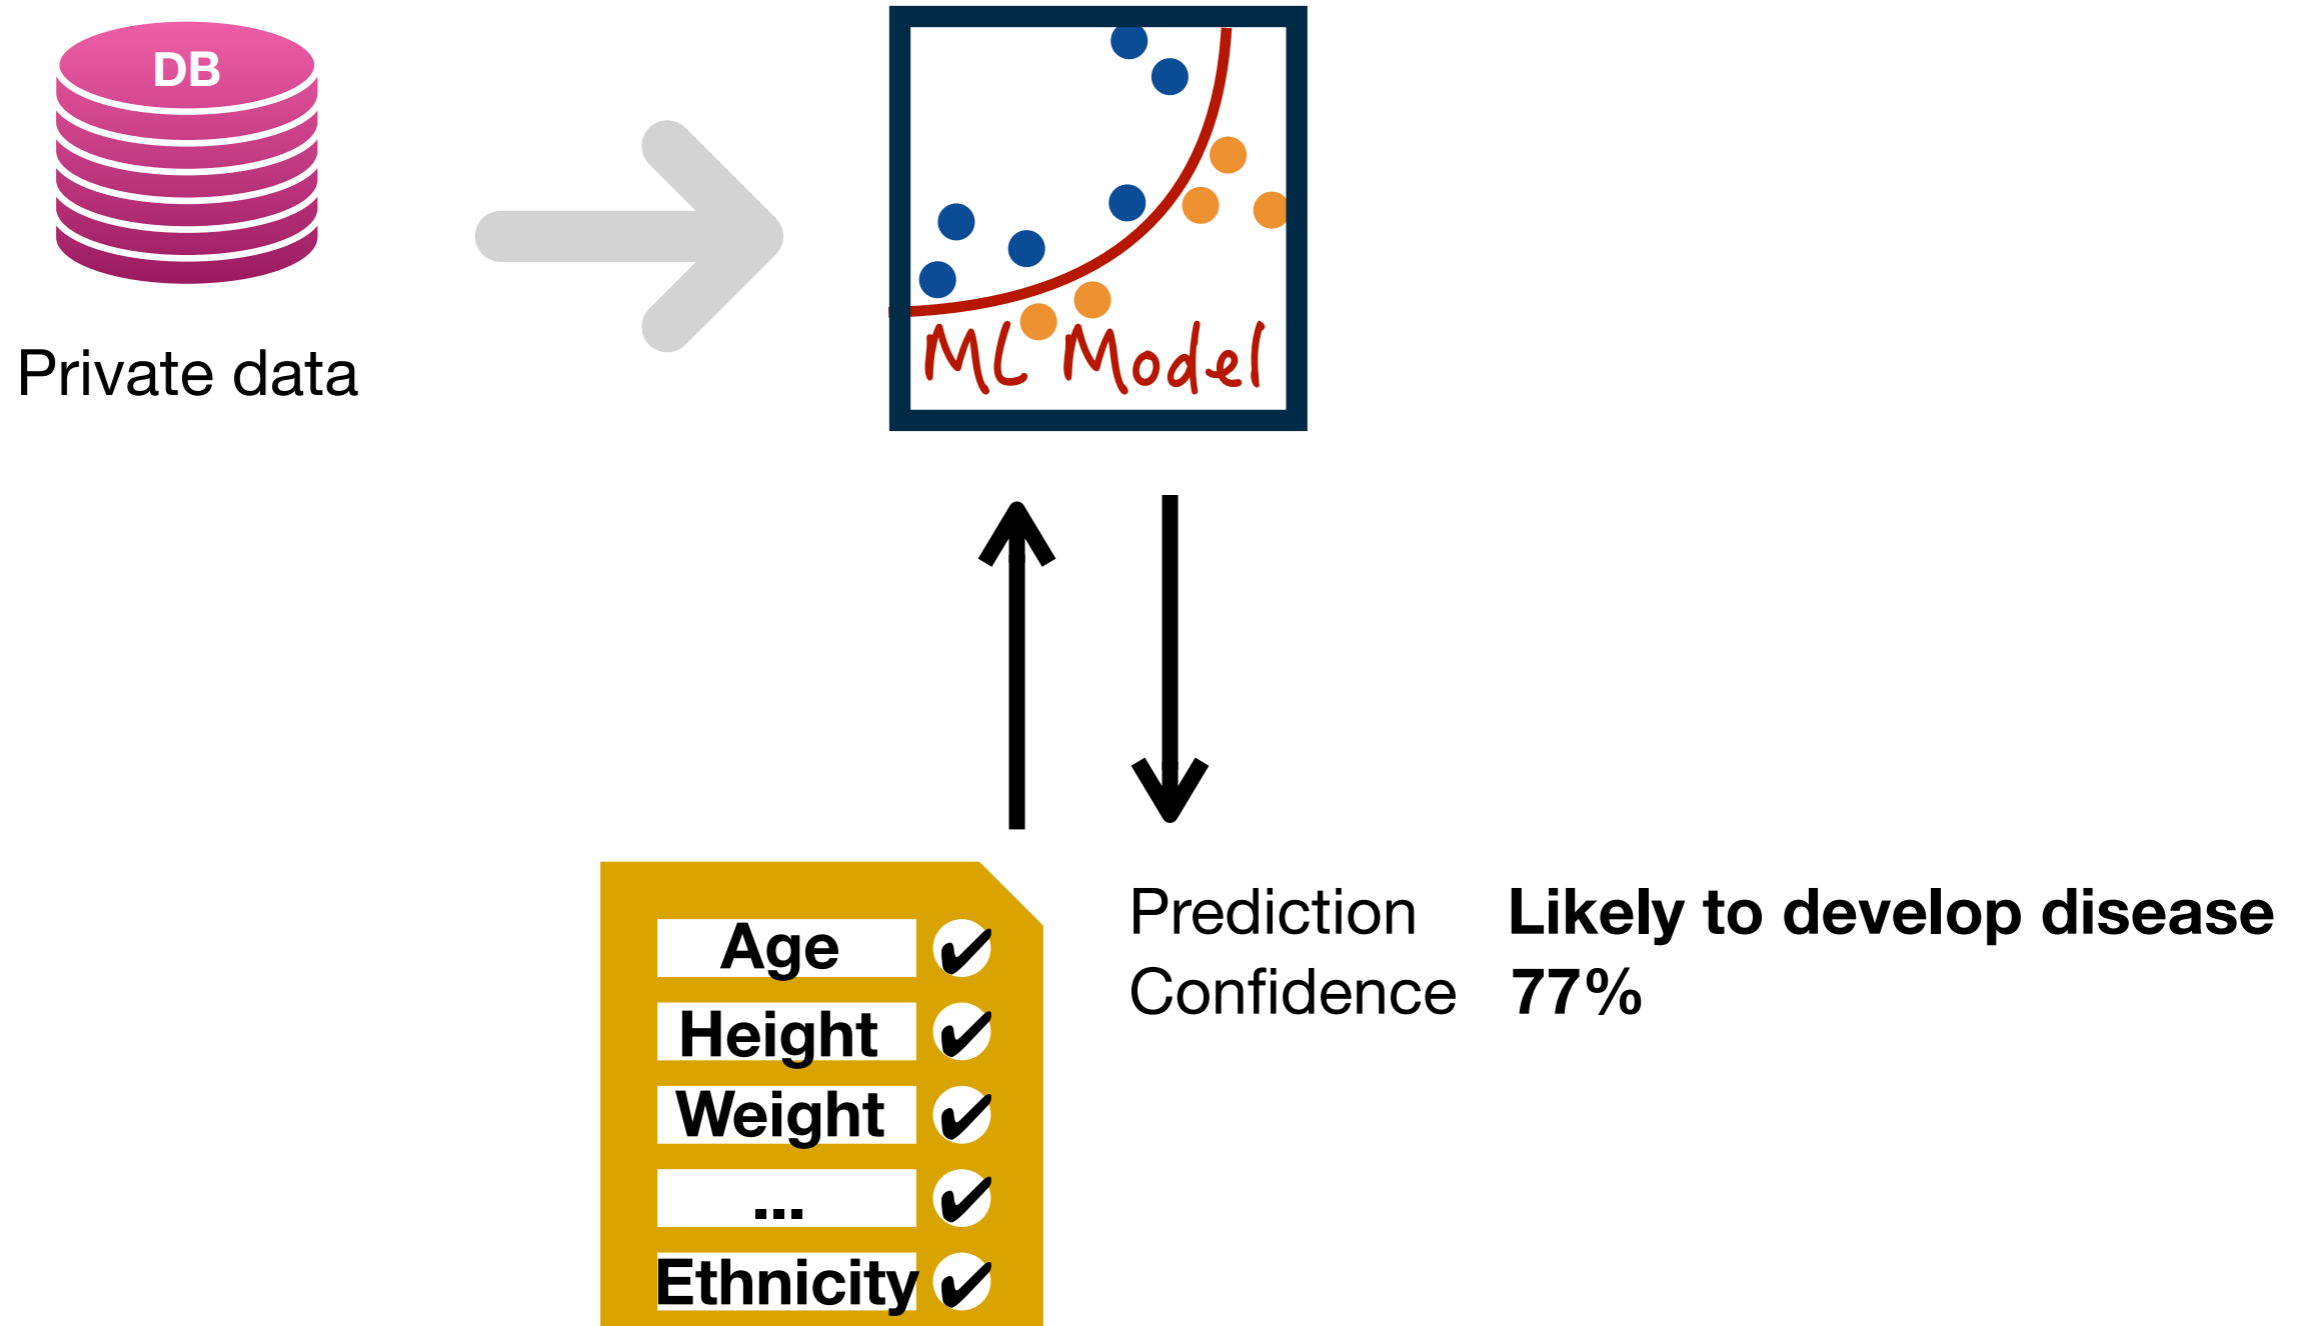 DB
Private data
ML Model
Age
Height
Weight
...
Ethnicity
Prediction Likely to develop disease
Confidence 77%